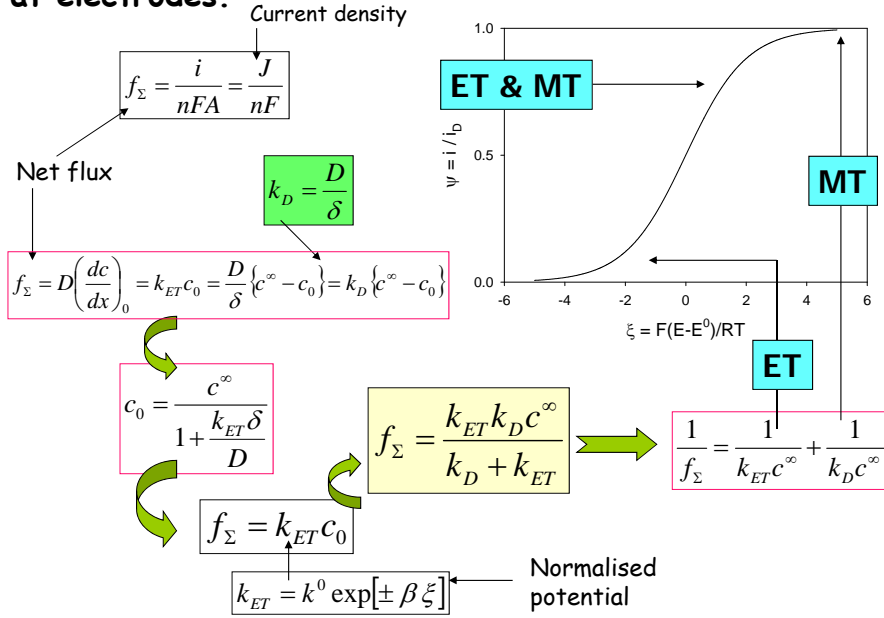 at electrodes.
Current density
f_Σ = i/nFA = J/nF
Net flux
k_D = D/δ
f_Σ = D(dc/dx)_0 = k_ET c_0 = D/δ {c^∞ − c_0} = k_D {c^∞ − c_0}
c_0 = c^∞ / (1 + k_ET δ/D)
f_Σ = k_ET c_0
k_ET = k^0 exp[± β ξ]
Normalised
potential
f_Σ = k_ET k_D c^∞ / (k_D + k_ET)
1/f_Σ = 1/(k_ET c^∞) + 1/(k_D c^∞)
ψ = i / i_D
1.0
0.5
0.0
-6 -4 -2 0 2 4 6
ξ = F(E-E^0)/RT
ET & MT
MT
ET